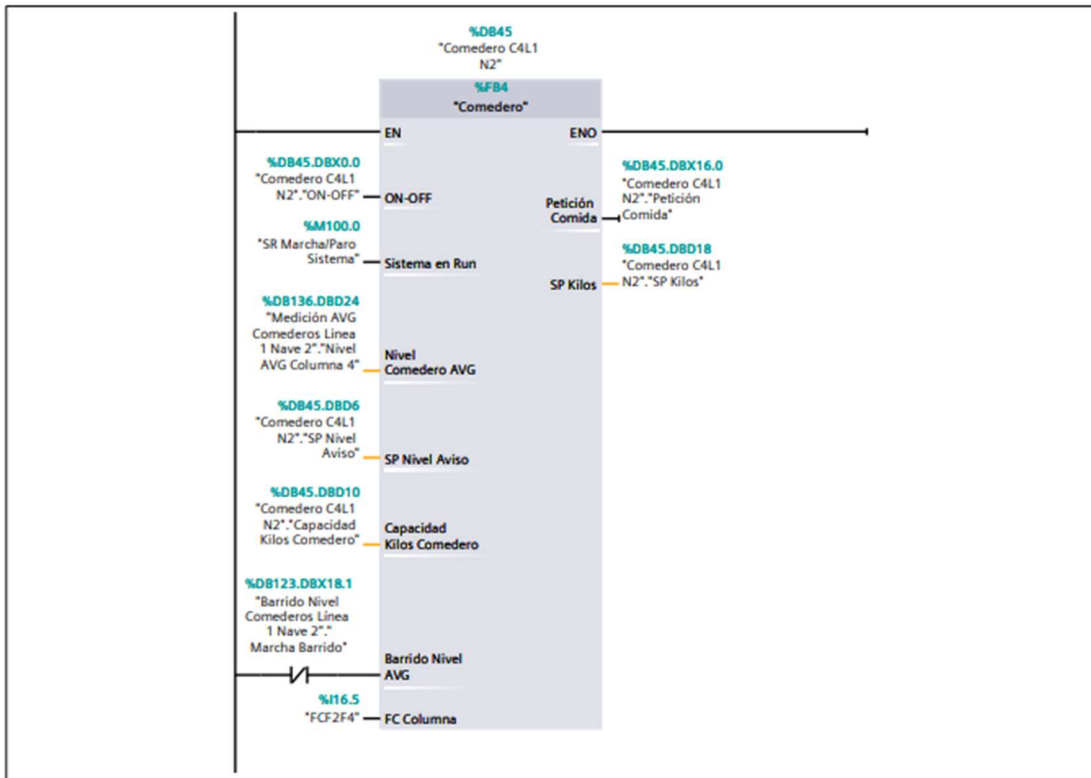 %DB45
"Comedero C4L1
N2"
%FB4
"Comedero"
EN
ENO
%DB45.DBX0.0
"Comedero C4L1
N2"."ON-OFF"
ON-OFF
%M100.0
"SR Marcha/Paro
Sistema"
Sistema en Run
%DB136.DBD24
"Medición AVG
Comederos Linea
1 Nave 2"."Nivel
AVG Columna 4"
Nivel
Comedero AVG
%DB45.DBD6
"Comedero C4L1
N2"."SP Nivel
Aviso"
SP Nivel Aviso
%DB45.DBD10
"Comedero C4L1
N2"."Capacidad
Kilos Comedero"
Capacidad
Kilos Comedero
%DB123.DBX18.1
"Barrido Nivel
Comederos Línea
1 Nave 2"."
Marcha Barrido"
Barrido Nivel
AVG
%I16.5
"FCF2F4"
FC Columna
Petición
Comida
%DB45.DBX16.0
"Comedero C4L1
N2"."Petición
Comida"
SP Kilos
%DB45.DBD18
"Comedero C4L1
N2"."SP Kilos"